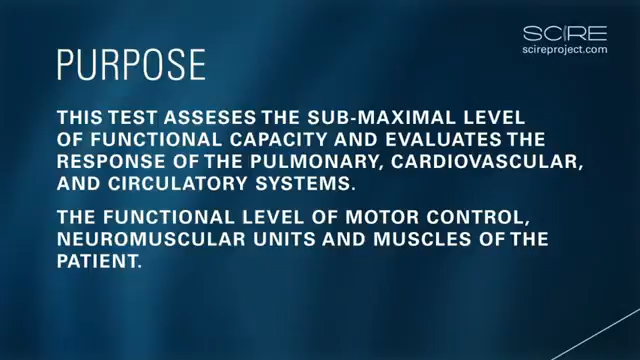 SCIRE
scireproject.com
PURPOSE
THIS TEST ASSESES THE SUB-MAXIMAL LEVEL
OF FUNCTIONAL CAPACITY AND EVALUATES THE
RESPONSE OF THE PULMONARY, CARDIOVASCULAR,
AND CIRCULATORY SYSTEMS.
THE FUNCTIONAL LEVEL OF MOTOR CONTROL,
NEUROMUSCULAR UNITS AND MUSCLES OF THE
PATIENT.